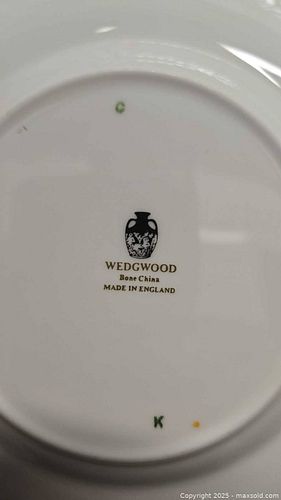 C
WEDGWOOD
Bone China
MADE IN ENGLAND
K
Copyright © 2025 - maxsold.com